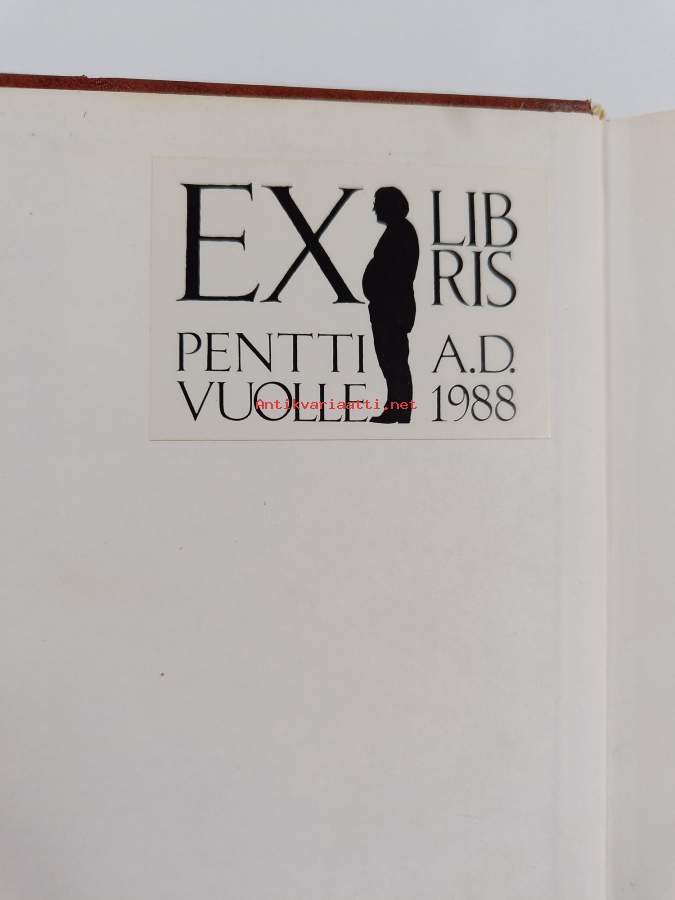 EX LIB
RIS
PENTTI A.D.
VUOLLE 1988
Antikvariaatti.net